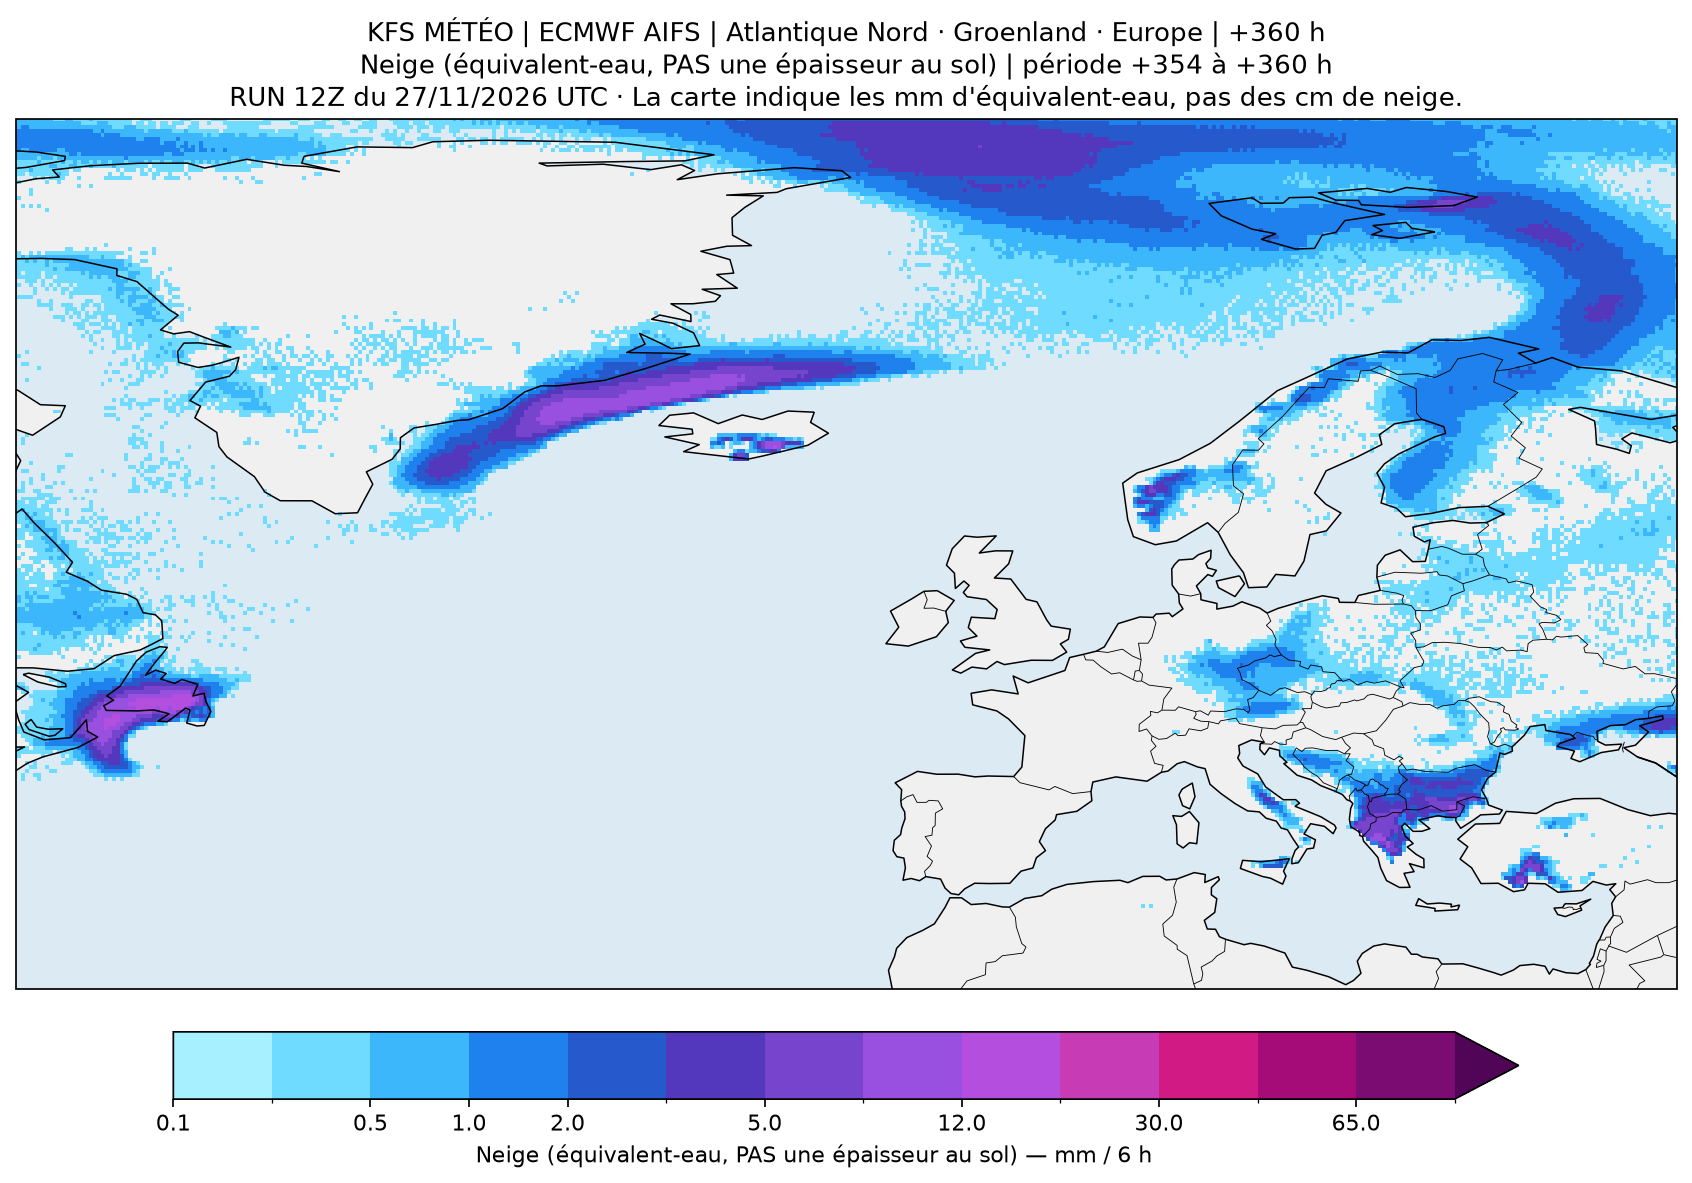 KFS MÉTÉO | ECMWF AIFS | Atlantique Nord · Groenland · Europe | +360 h
Neige (équivalent-eau, PAS une épaisseur au sol) | période +354 à +360 h
RUN 12Z du 27/11/2026 UTC · La carte indique les mm d'équivalent-eau, pas des cm de neige.
0.1 0.5 1.0 2.0 5.0 12.0 30.0 65.0
Neige (équivalent-eau, PAS une épaisseur au sol) — mm / 6 h